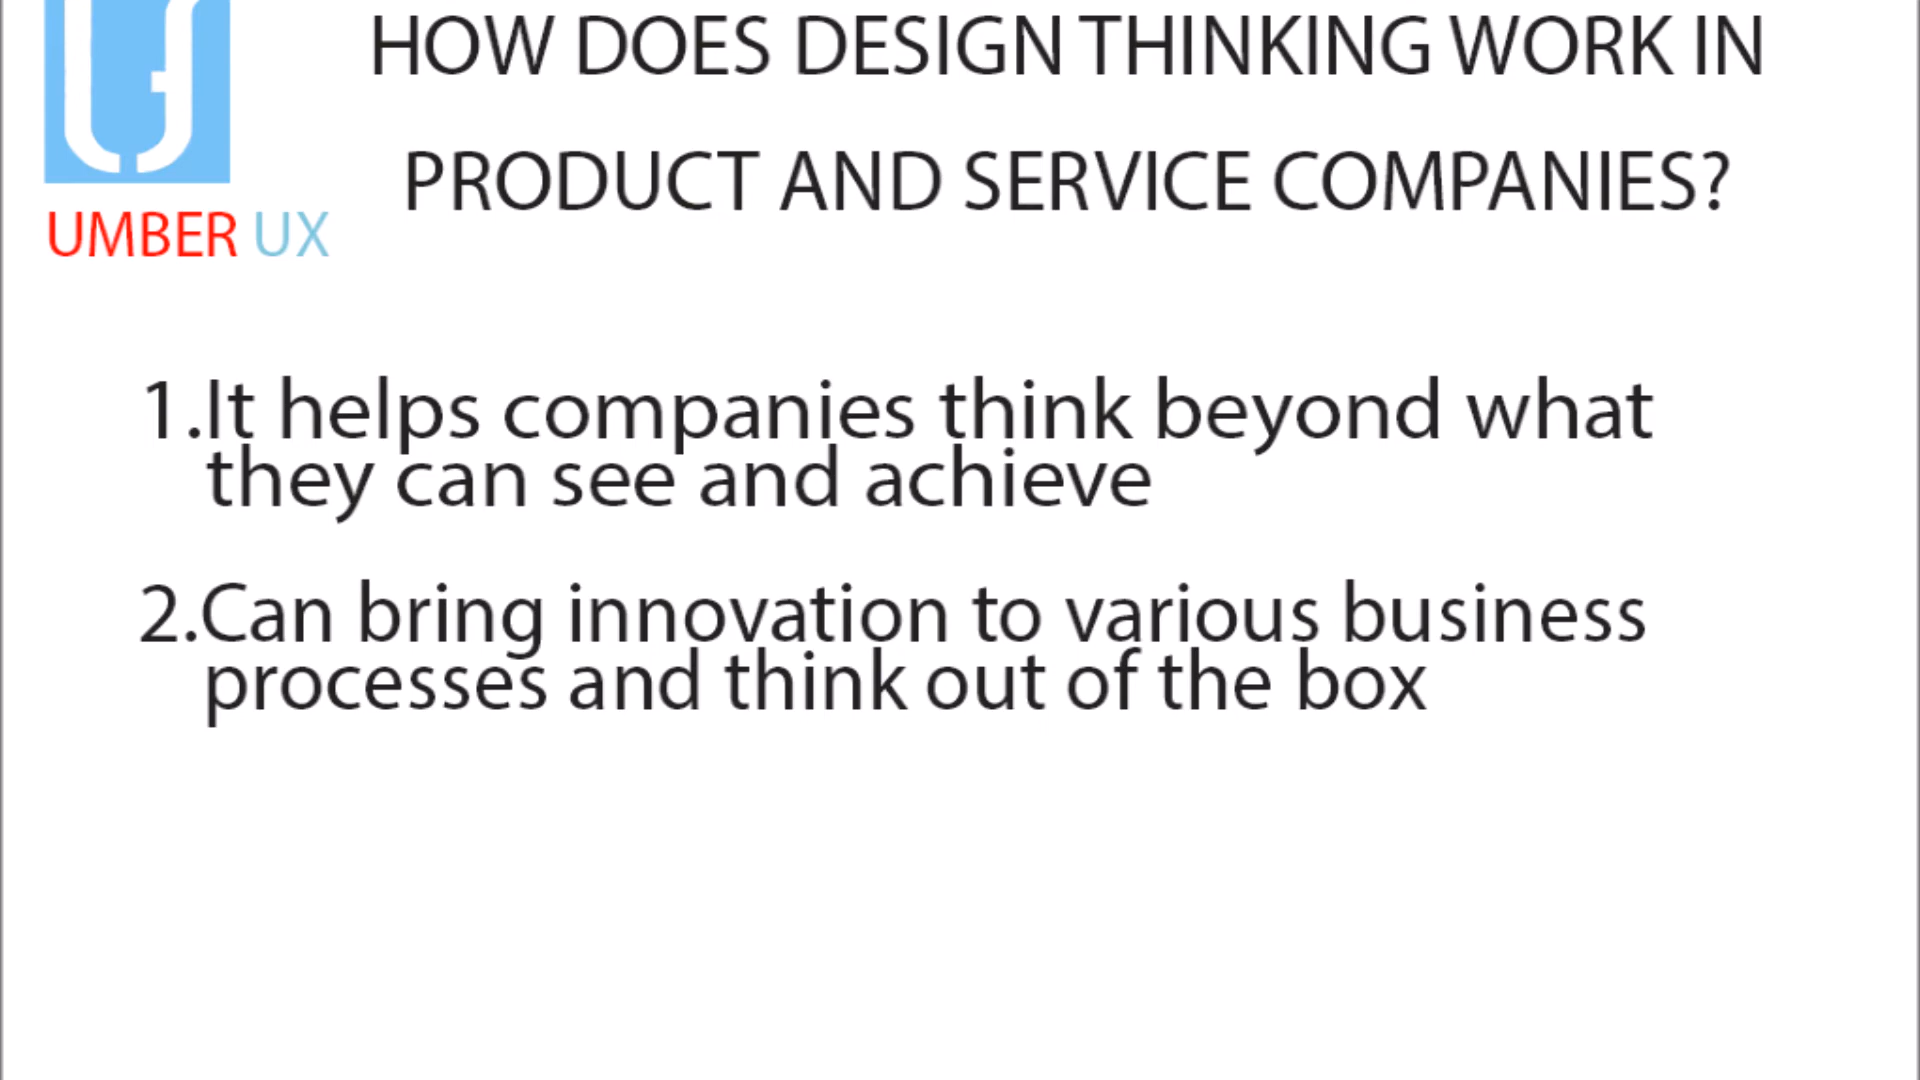 HOW DOES DESIGN THINKING WORK IN
PRODUCT AND SERVICE COMPANIES?
UMBER UX
1.It helps companies think beyond what
they can see and achieve
2.Can bring innovation to various business
processes and think out of the box